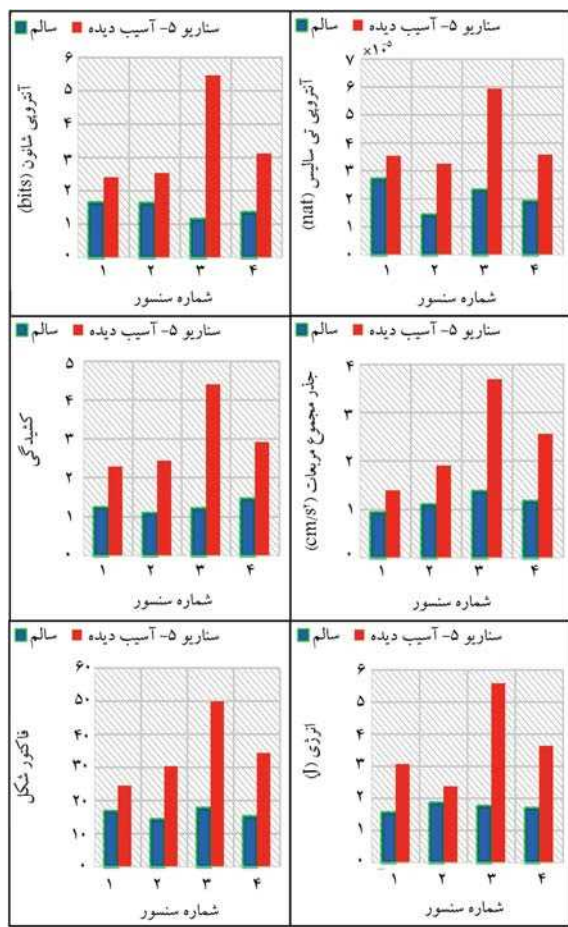 سناریو ۵- آسیب دیده سالم
×۱۰^-۵
۷
۶
۵
۴
۳
۲
۱
۰
آنتروپی تی سالیس (nat)
۱ ۲ ۳ ۴
شماره سنسور
سناریو ۵- آسیب دیده سالم
۶
۵
۴
۳
۲
۱
۰
آنتروپی شانون (bits)
۱ ۲ ۳ ۴
شماره سنسور
سناریو ۵- آسیب دیده سالم
۴
۳
۲
۱
۰
جذر مجموع مربعات (cm/s²)
۱ ۲ ۳ ۴
شماره سنسور
سناریو ۵- آسیب دیده سالم
۵
۴
۳
۲
۱
۰
کشیدگی
۱ ۲ ۳ ۴
شماره سنسور
سناریو ۵- آسیب دیده سالم
۶
۵
۴
۳
۲
۱
۰
انرژی (J)
۱ ۲ ۳ ۴
شماره سنسور
سناریو ۵- آسیب دیده سالم
۶۰
۵۰
۴۰
۳۰
۲۰
۱۰
۰
فاکتور شکل
۱ ۲ ۳ ۴
شماره سنسور